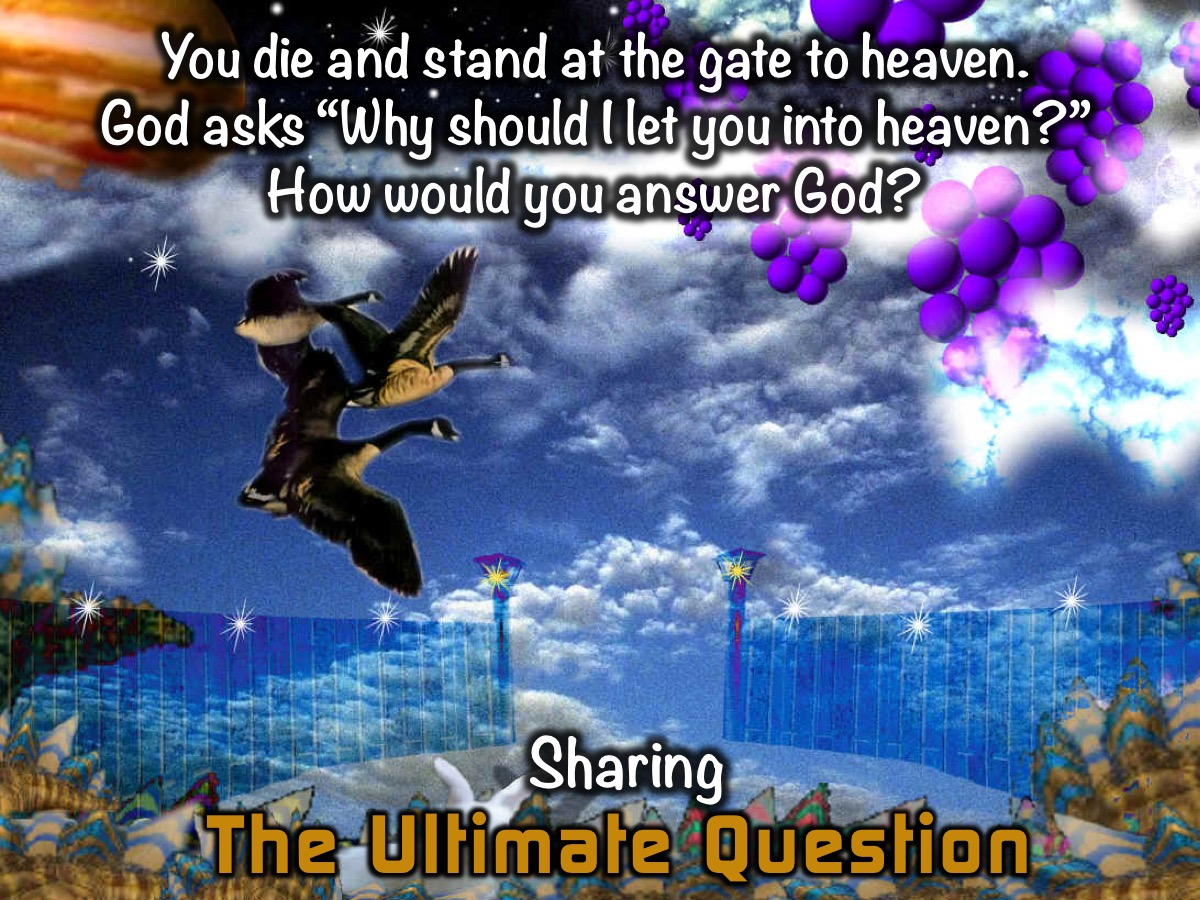 You die and stand at the gate to heaven.
God asks “Why should I let you into heaven?”
How would you answer God?
Sharing
The Ultimate Question